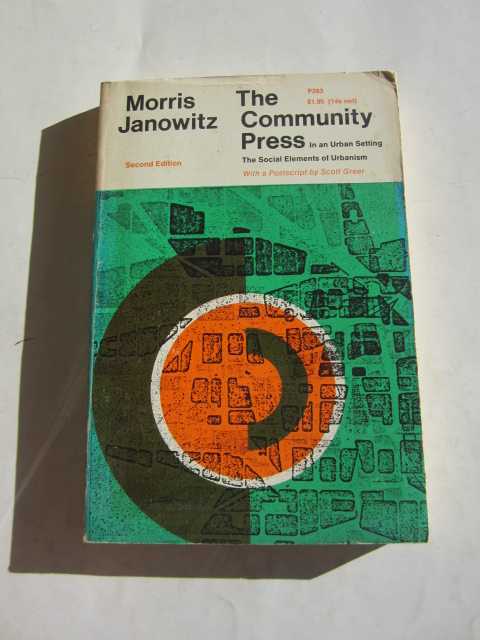 Morris
Janowitz
Second Edition
The
Community
Press In an Urban Setting
The Social Elements of Urbanism
With a Postscript by Scott Greer
P263
$1.95 (14s net)